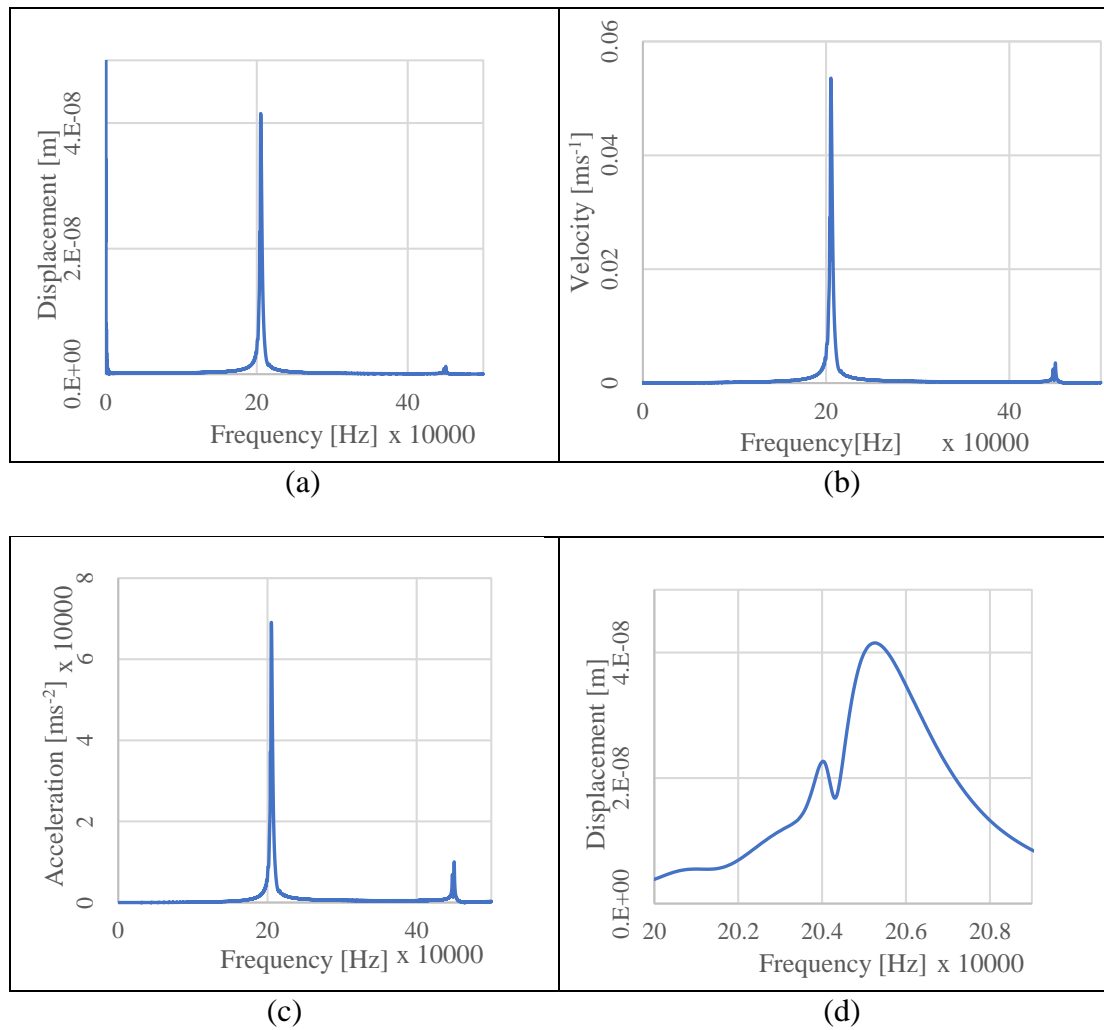 Displacement [m]
4.E-08
2.E-08
0.E+00
0
20
40
Frequency [Hz] x 10000
(a)
Velocity [ms-1]
0.06
0.04
0.02
0
0
20
40
Frequency[Hz] x 10000
(b)
Acceleration [ms-2] x 10000
8
6
4
2
0
0
20
40
Frequency [Hz] x 10000
(c)
Displacement [m]
4.E-08
2.E-08
0.E+00
20
20.2
20.4
20.6
20.8
Frequency [Hz] x 10000
(d)